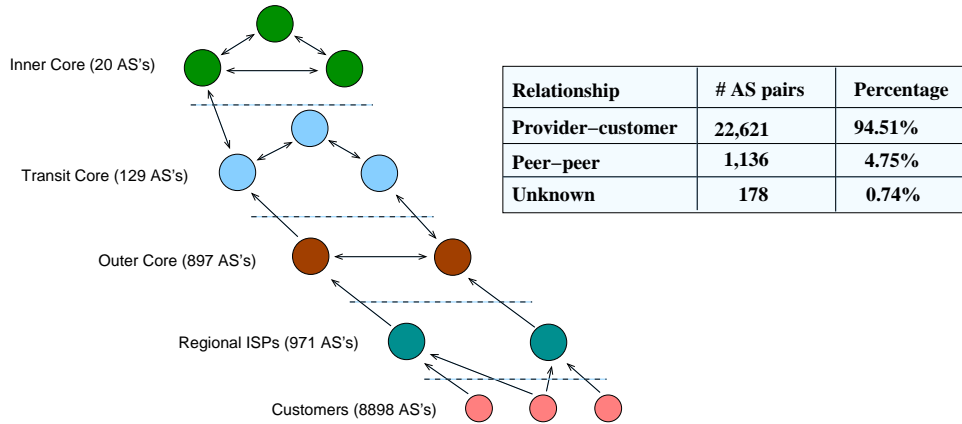 Inner Core (20 AS's)
Transit Core (129 AS's)
Outer Core (897 AS's)
Regional ISPs (971 AS's)
Customers (8898 AS's)
Relationship # AS pairs Percentage
Provider−customer 22,621 94.51%
Peer−peer 1,136 4.75%
Unknown 178 0.74%